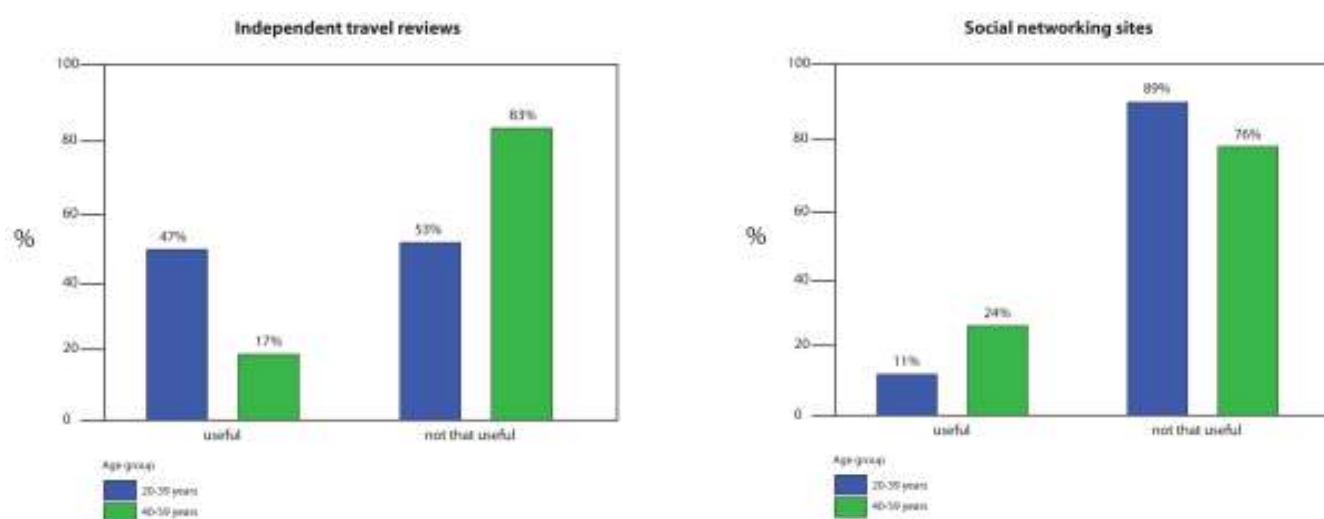 Independent travel reviews
100
80
60
40
20
0
%
47%
17%
53%
83%
useful
not that useful
Age group
20-39 years
40-59 years
Social networking sites
100
80
60
40
20
0
%
11%
24%
89%
76%
useful
not that useful
Age group
20-39 years
40-59 years